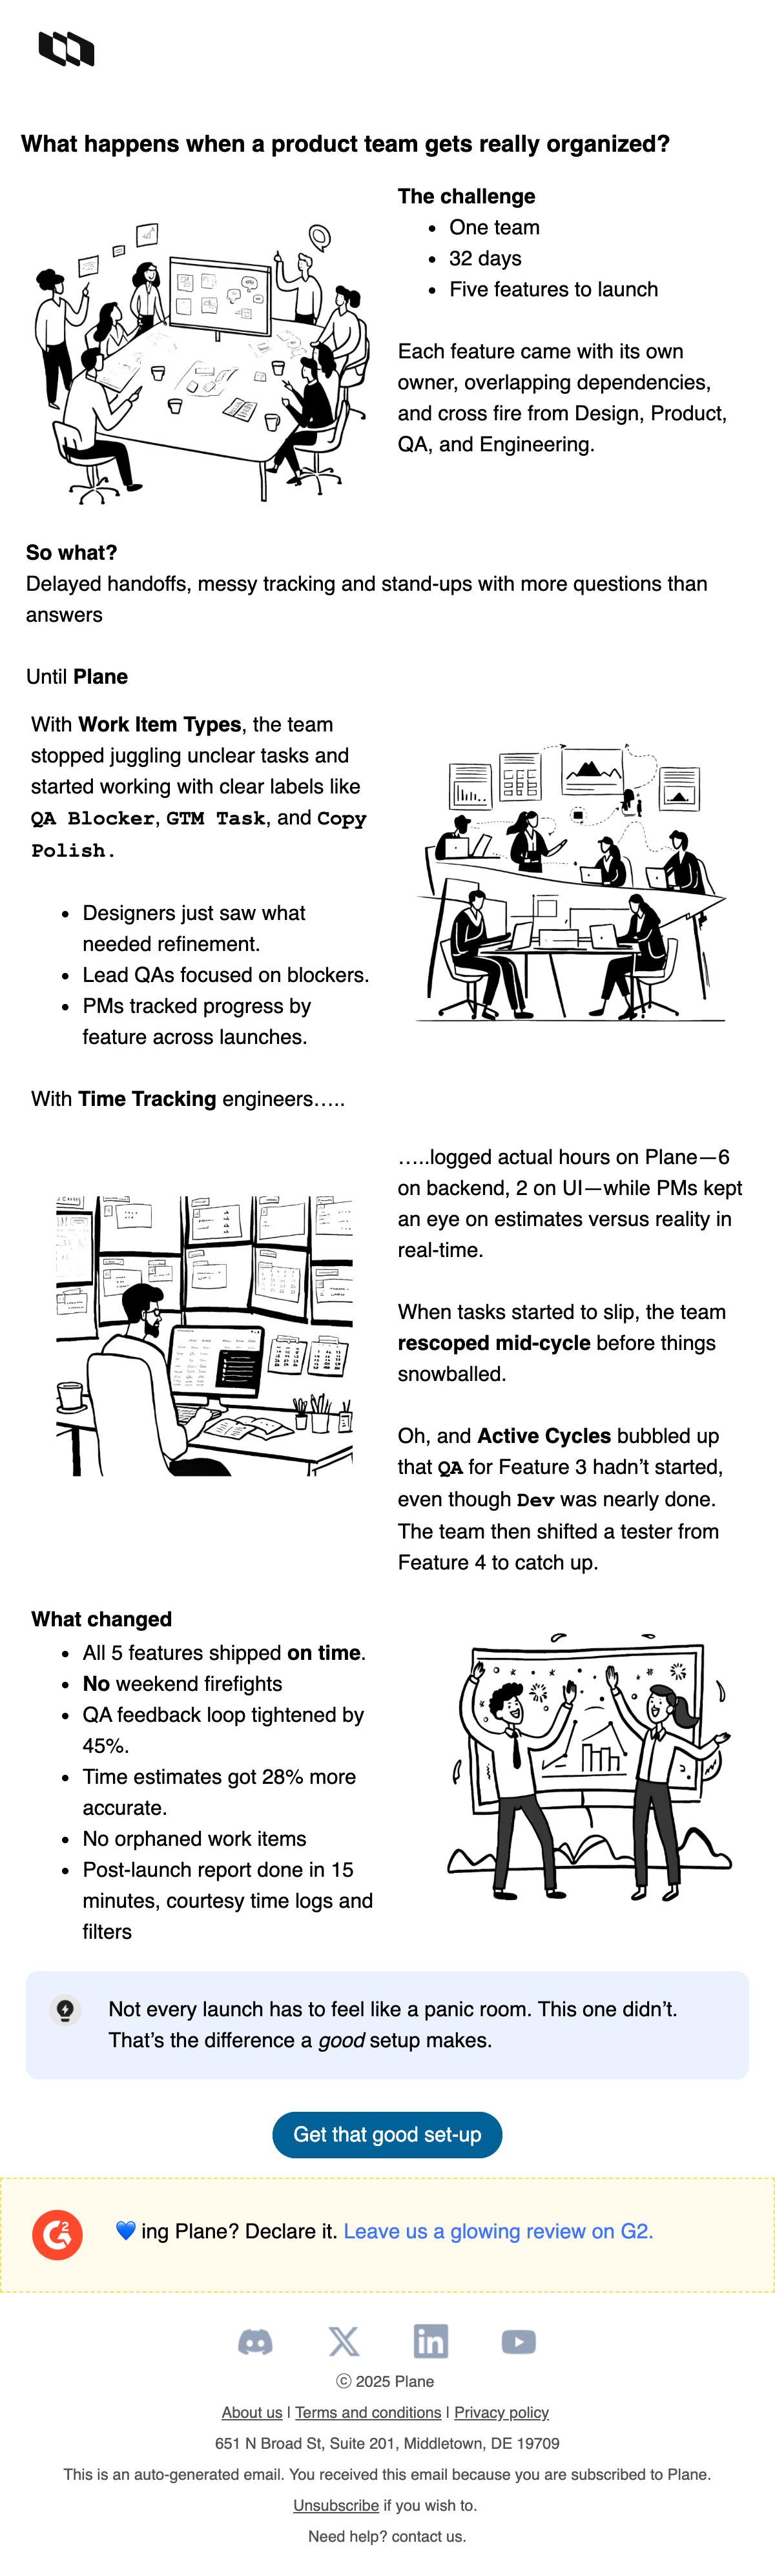 What happens when a product team gets really organized?
The challenge
• One team
• 32 days
• Five features to launch
Each feature came with its own
owner, overlapping dependencies,
and cross fire from Design, Product,
QA, and Engineering.
So what?
Delayed handoffs, messy tracking and stand-ups with more questions than
answers
Until Plane
With Work Item Types, the team
stopped juggling unclear tasks and
started working with clear labels like
QA Blocker, GTM Task, and Copy
Polish.
• Designers just saw what
needed refinement.
• Lead QAs focused on blockers.
• PMs tracked progress by
feature across launches.
With Time Tracking engineers…..
…..logged actual hours on Plane—6
on backend, 2 on UI—while PMs kept
an eye on estimates versus reality in
real-time.
When tasks started to slip, the team
rescoped mid-cycle before things
snowballed.
Oh, and Active Cycles bubbled up
that QA for Feature 3 hadn’t started,
even though Dev was nearly done.
The team then shifted a tester from
Feature 4 to catch up.
What changed
• All 5 features shipped on time.
• No weekend firefights
• QA feedback loop tightened by
45%.
• Time estimates got 28% more
accurate.
• No orphaned work items
• Post-launch report done in 15
minutes, courtesy time logs and
filters
Not every launch has to feel like a panic room. This one didn’t.
That’s the difference a good setup makes.
Get that good set-up
💙 ing Plane? Declare it. Leave us a glowing review on G2.
ⓒ 2025 Plane
About us | Terms and conditions | Privacy policy
651 N Broad St, Suite 201, Middletown, DE 19709
This is an auto-generated email. You received this email because you are subscribed to Plane.
Unsubscribe if you wish to.
Need help? contact us.